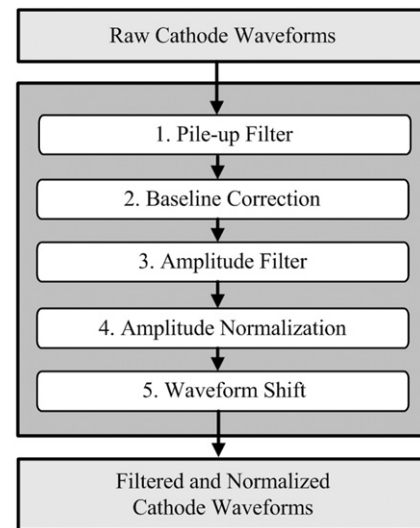 Raw Cathode Waveforms
1. Pile-up Filter
2. Baseline Correction
3. Amplitude Filter
4. Amplitude Normalization
5. Waveform Shift
Filtered and Normalized
Cathode Waveforms